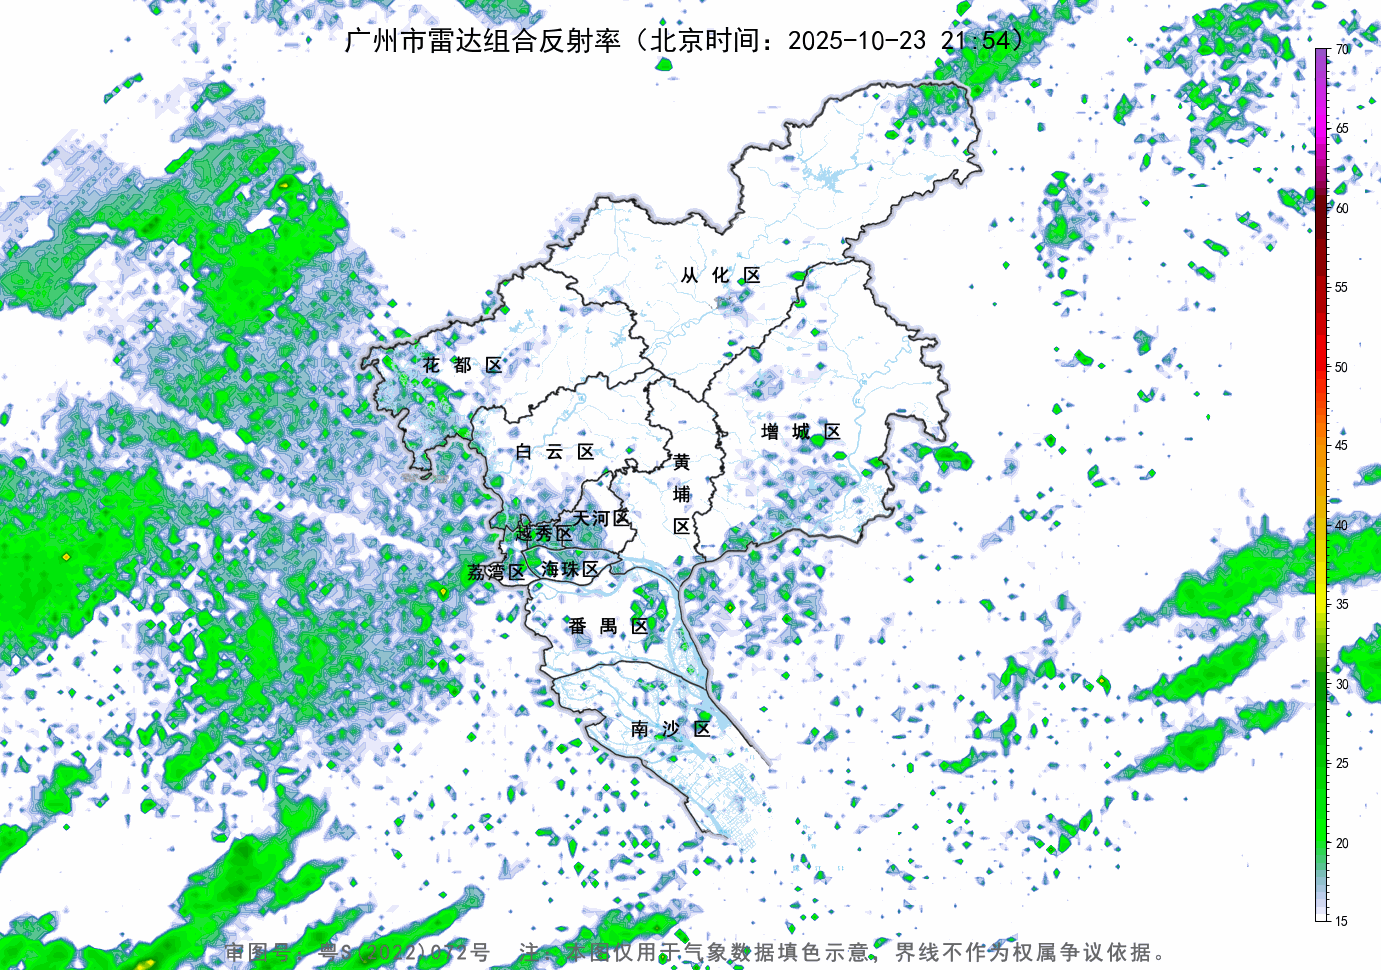 广州市雷达组合反射率（北京时间：2025-10-23 21:54）
70
65
60
55
50
45
40
35
30
25
20
15
从 化 区
花 都 区
增 城 区
白 云 区
黄
埔
区
天河区
越秀区
荔湾区
海珠区
番 禺 区
南 沙 区
审图号：粤S(2022)072号 注：本图仅用于气象数据填色示意，界线不作为权属争议依据。